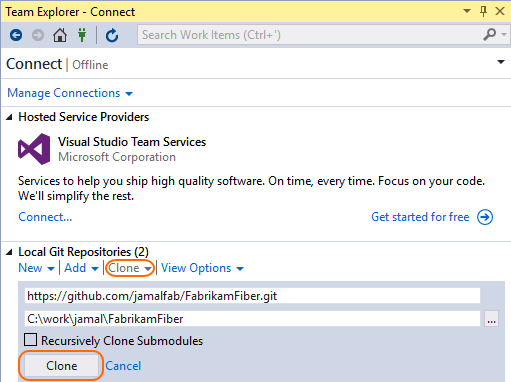 Team Explorer - Connect
Search Work Items (Ctrl+')
Connect | Offline
Manage Connections
Hosted Service Providers
Visual Studio Team Services
Microsoft Corporation
Services to help you ship high quality software. On time, every time. Focus on your code.
We'll simplify the rest.
Connect... Get started for free
Local Git Repositories (2)
New | Add | Clone | View Options
https://github.com/jamalfab/FabrikamFiber.git
C:\work\jamal\FabrikamFiber ...
Recursively Clone Submodules
Clone Cancel